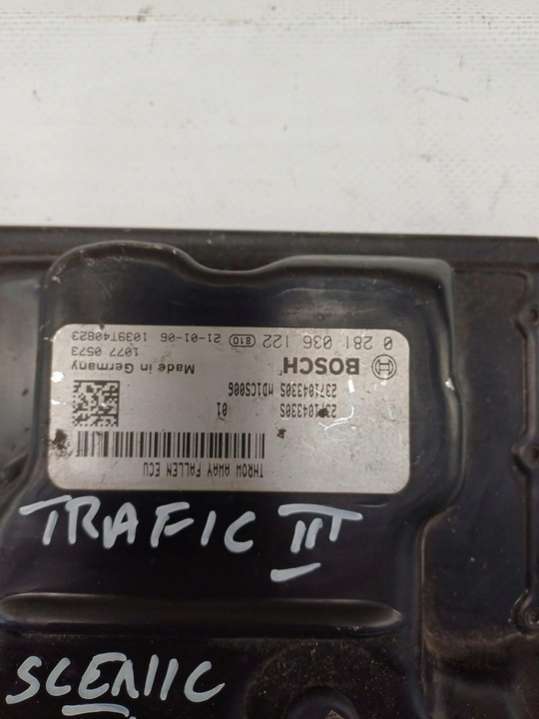 0 281 036 122 810 21-01-06 1039T40823
BOSCH 1077 0573
Made in Germany
237104330S MD1CS006
237104330S 01
THROW AWAY FALLEN ECU
TRAFIC III
SCENIIC